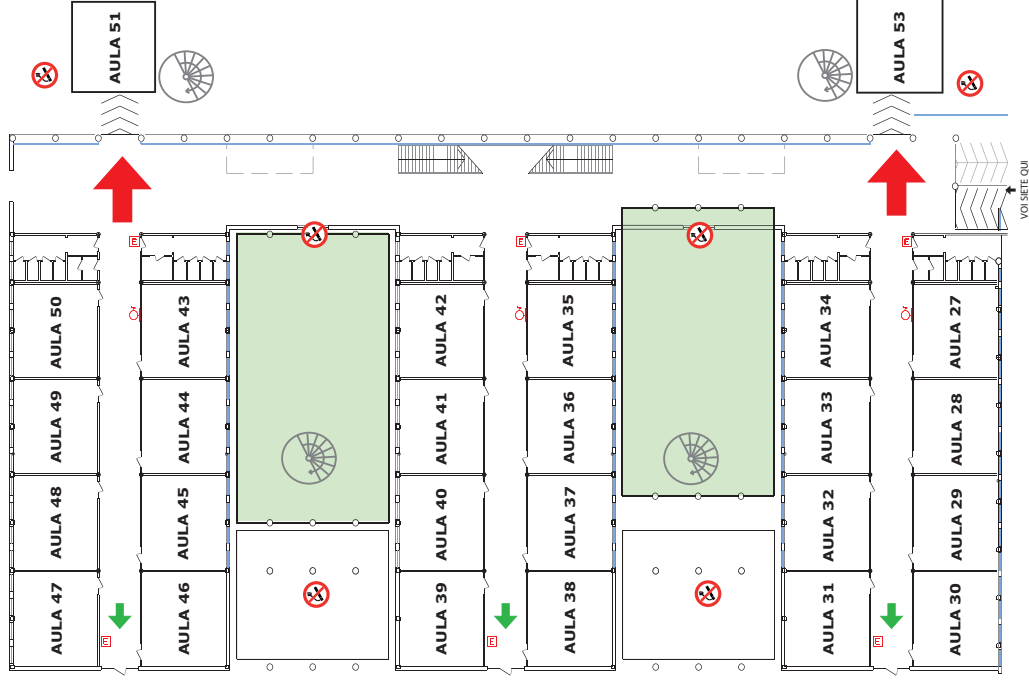 AULA 51
AULA 53
VOI SIETE QUI
E
E
E
AULA 50
AULA 43
AULA 42
AULA 35
AULA 34
AULA 27
AULA 49
AULA 44
AULA 41
AULA 36
AULA 33
AULA 28
AULA 48
AULA 45
AULA 40
AULA 37
AULA 32
AULA 29
AULA 47
AULA 46
AULA 39
AULA 38
AULA 31
AULA 30
E
E
E